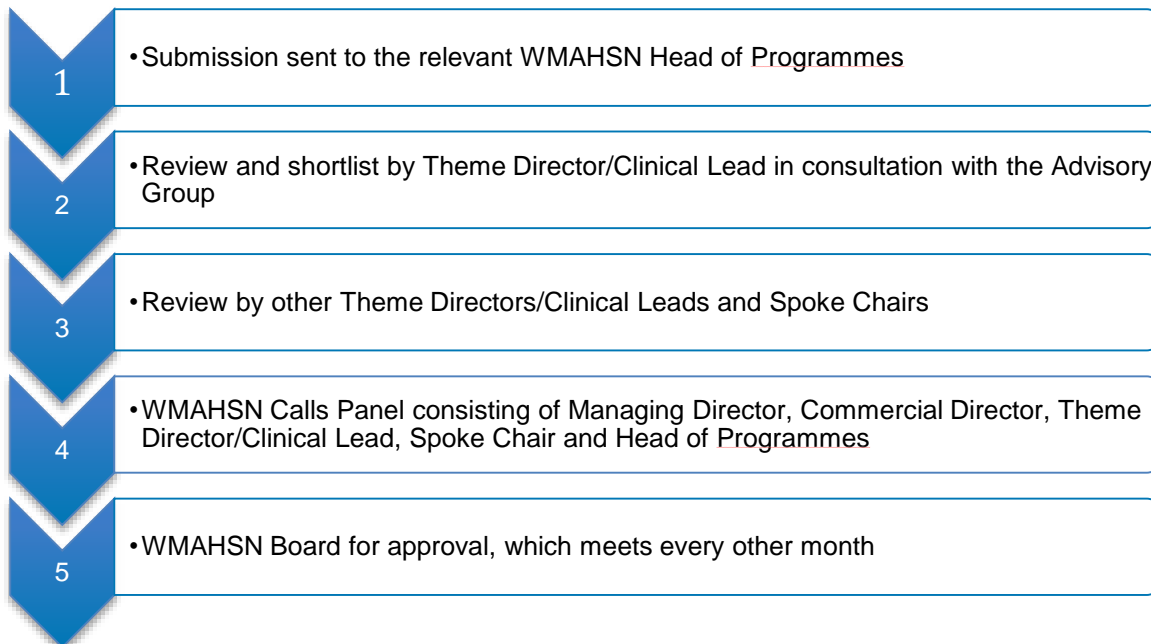 1
•Submission sent to the relevant WMAHSN Head of Programmes
2
•Review and shortlist by Theme Director/Clinical Lead in consultation with the Advisory
Group
3
•Review by other Theme Directors/Clinical Leads and Spoke Chairs
4
•WMAHSN Calls Panel consisting of Managing Director, Commercial Director, Theme
Director/Clinical Lead, Spoke Chair and Head of Programmes
5
•WMAHSN Board for approval, which meets every other month